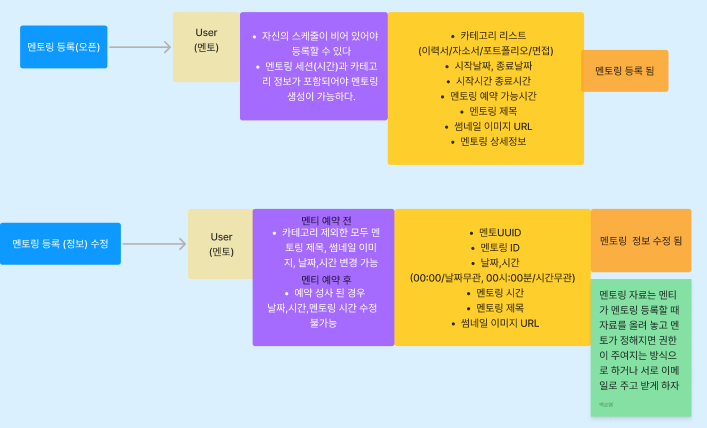 멘토링 등록(오픈)
User
(멘토)
• 자신의 스케줄이 비어 있어야
등록할 수 있다
• 멘토링 세션(시간)과 카테고
리 정보가 포함되어야 멘토링
생성이 가능하다.
• 카테고리 리스트
(이력서/자소서/포트폴리오/면접)
• 시작날짜, 종료날짜
• 시작시간 종료시간
• 멘토링 예약 가능시간
• 멘토링 제목
• 썸네일 이미지 URL
• 멘토링 상세정보
멘토링 등록 됨
멘토링 등록 (정보) 수정
User
(멘토)
멘티 예약 전
• 카테고리 제외한 모두 멘
토링 제목, 썸네일 이미
지, 날짜,시간 변경 가능
멘티 예약 후
• 예약 성사 된 경우
날짜,시간,멘토링 시간 수정
불가능
• 멘토UUID
• 멘토링 ID
• 날짜,시간
(00:00/날짜무관, 00시:00분/시간무관)
• 멘토링 시간
• 멘토링 제목
• 썸네일 이미지 URL
멘토링 정보 수정 됨
멘토링 자료는 멘티
가 멘토링 등록할 때
자료를 올려 놓고 멘
토가 정해지면 권한
이 주여지는 방식으
로 하거나 서로 이메
일로 주고 받게 하자